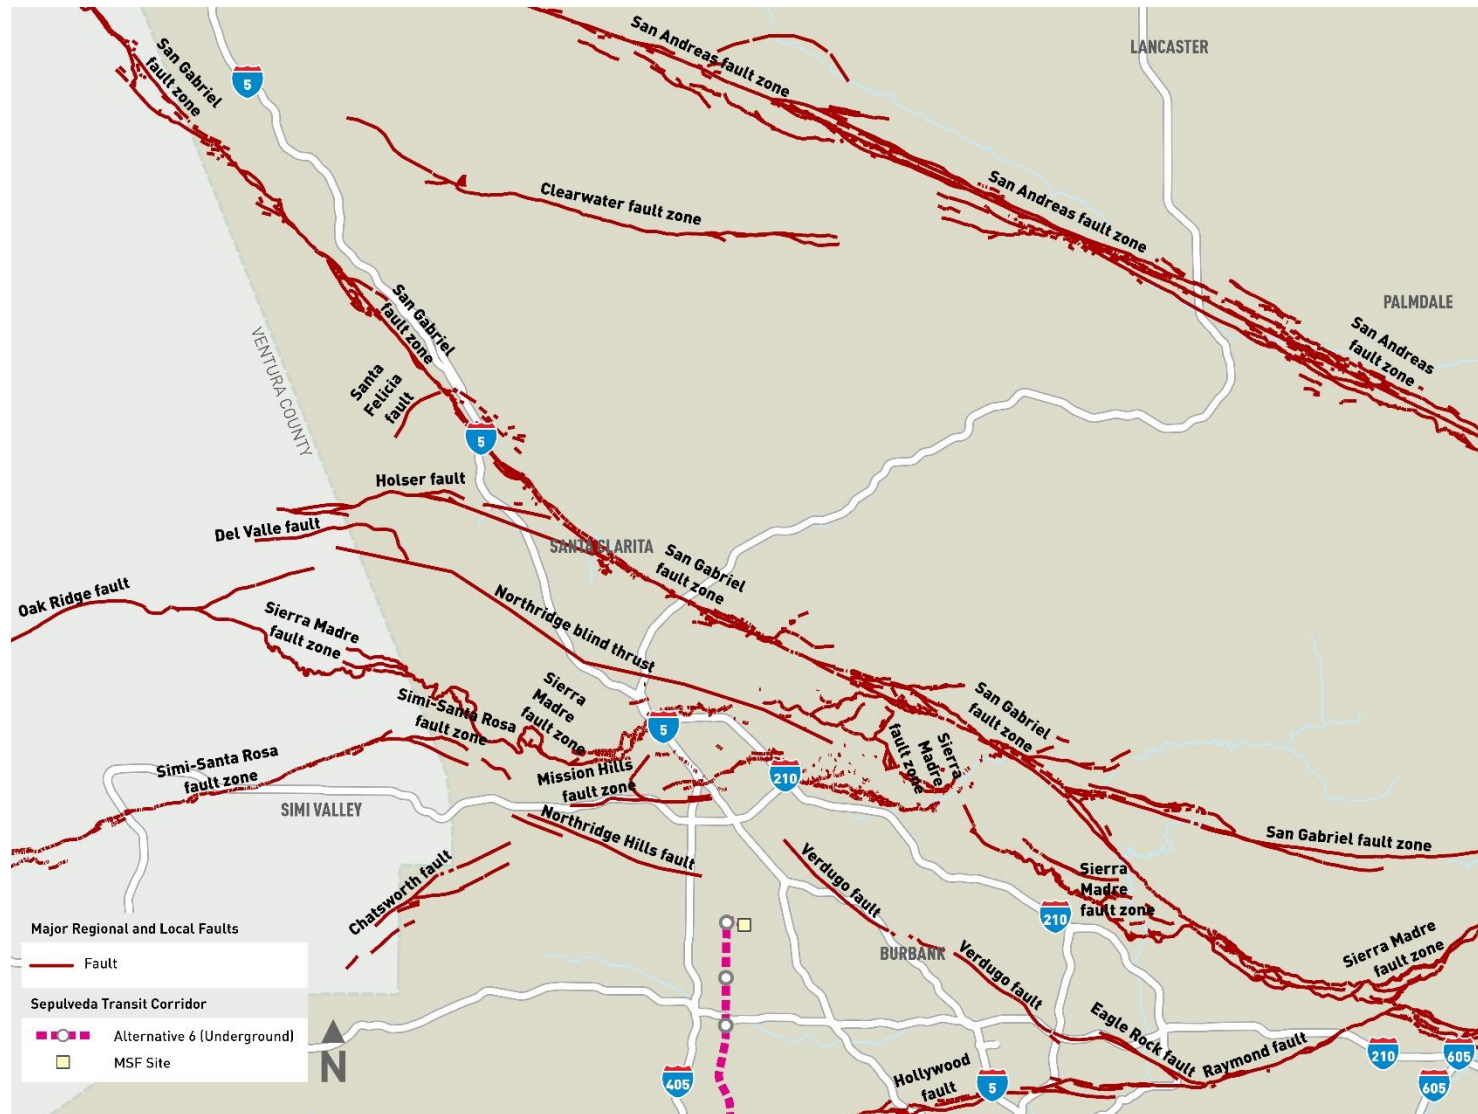 San Gabriel
fault zone
5
San Andreas fault zone
LANCASTER
Clearwater fault zone
San Andreas fault zone
PALMDALE
San Andreas
fault zone
VENTURA COUNTY
San Gabriel
fault zone
Santa
Felicia
fault
5
Holser fault
Del Valle fault
SANTA CLARITA
San Gabriel
fault zone
Oak Ridge fault
Sierra Madre
fault zone
Northridge blind thrust
Sierra
Madre
fault zone
Simi-Santa Rosa
fault zone
San Gabriel
fault zone
5
Sierra
Madre
fault zone
Simi-Santa Rosa
fault zone
Mission Hills
fault zone
210
SIMI VALLEY
Northridge Hills fault
San Gabriel fault zone
Verdugo fault
Sierra
Madre
fault zone
Chatsworth fault
210
BURBANK
Verdugo fault
Sierra Madre
fault zone
Major Regional and Local Faults
Fault
Sepulveda Transit Corridor
Alternative 6 (Underground)
MSF Site
N
405
Hollywood
fault
5
Eagle Rock fault
Raymond fault
210
605
605